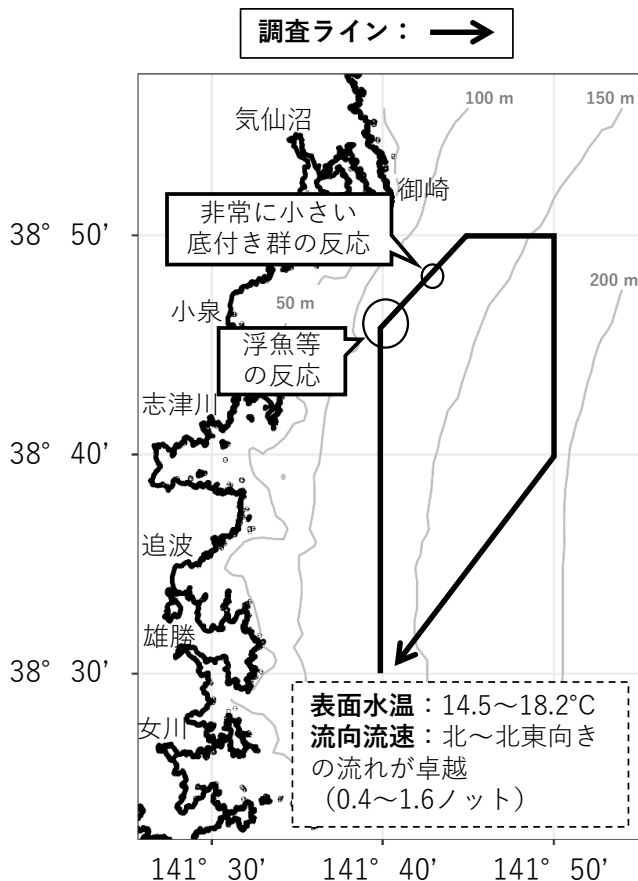 調査ライン：
100 m
150 m
気仙沼
御崎
非常に小さい
底付き群の反応
38° 50′
200 m
50 m
小泉
浮魚等
の反応
志津川
38° 40′
追波
雄勝
38° 30′
表面水温：14.5～18.2°C
流向流速：北～北東向き
の流れが卓越
（0.4～1.6ノット）
女川
141° 30′
141° 40′
141° 50′